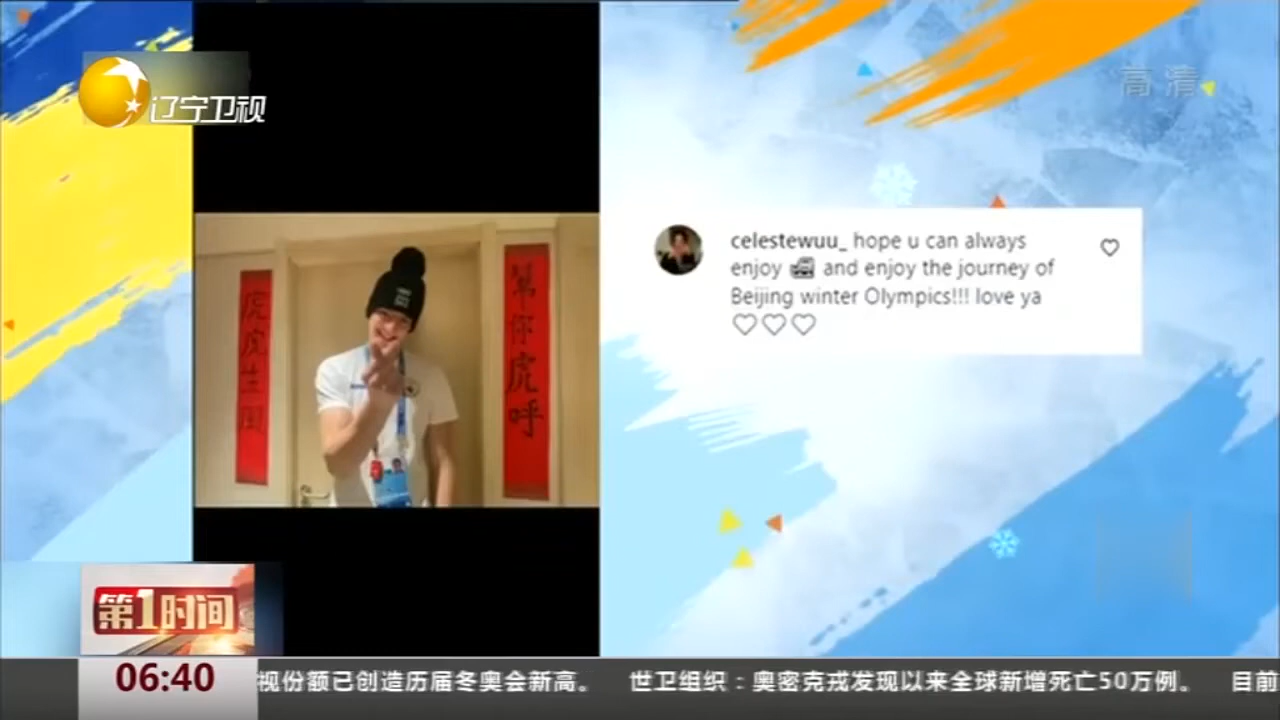 辽宁卫视
高清
虎虎生
虎呼
celestewuu_ hope u can always
enjoy 🚙 and enjoy the journey of
Beijing winter Olympics!!! love ya
♡♡♡
第1时间
06:40
视份额已创造历届冬奥会新高。 世卫组织：奥密克戎发现以来全球新增死亡50万例。 目前